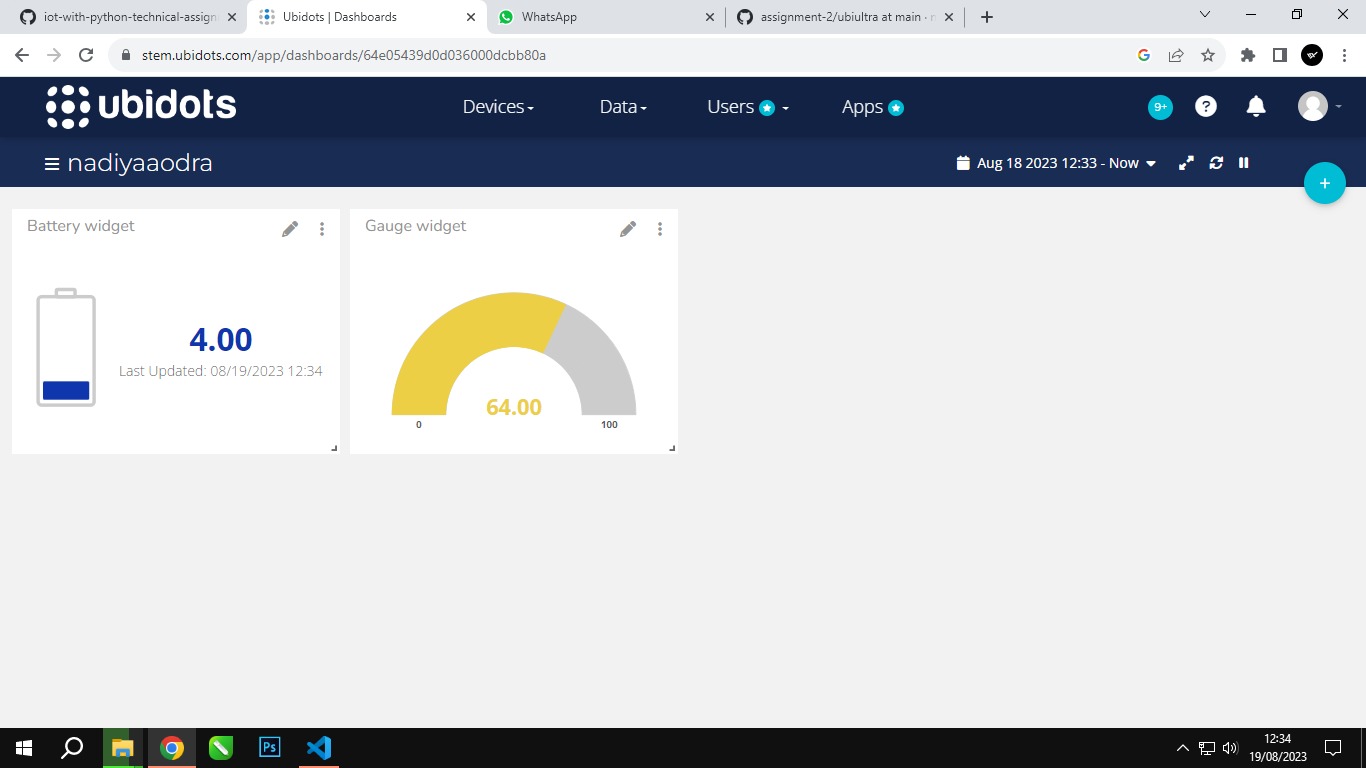 iot-with-python-technical-assign
Ubidots | Dashboards
WhatsApp
assignment-2/ubiultra at main ·
stem.ubidots.com/app/dashboards/64e05439d0d036000dcbb80a
ubidots
Devices
Data
Users
Apps
9+
?
nadiyaaodra
Aug 18 2023 12:33 - Now
+
Battery widget
4.00
Last Updated: 08/19/2023 12:34
Gauge widget
64.00
0
100
Ps
12:34
19/08/2023